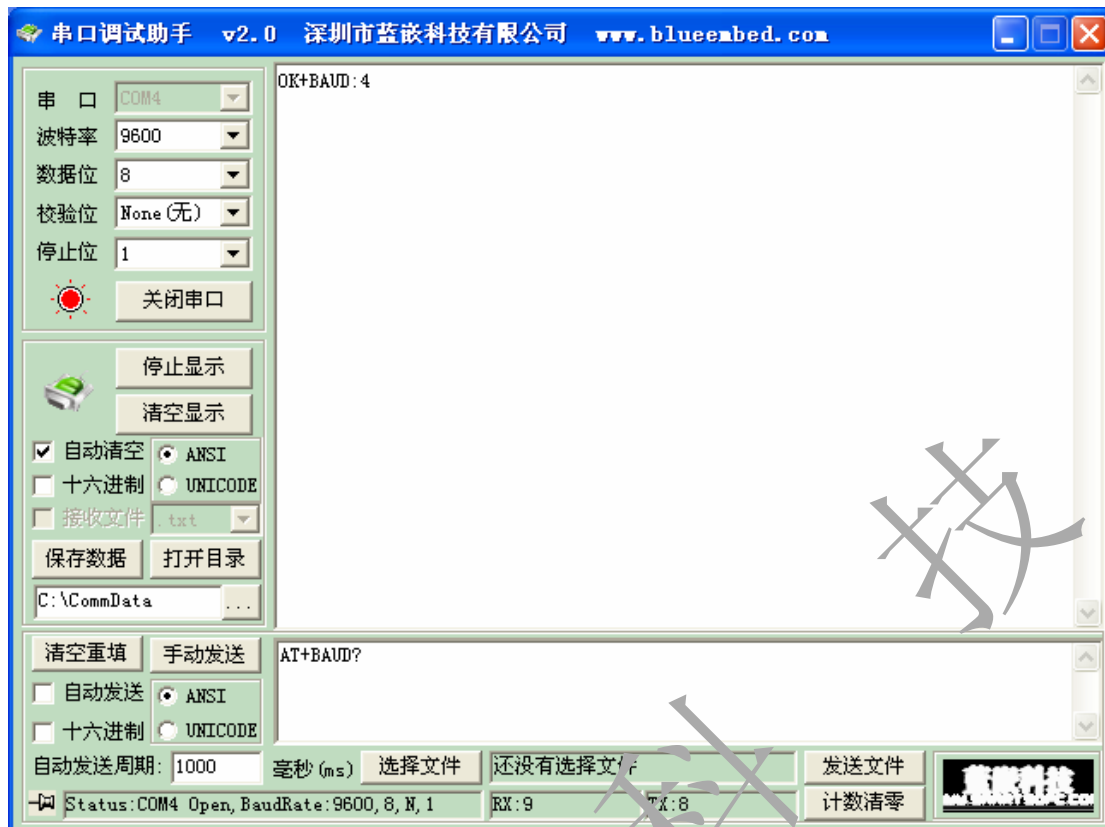 串口调试助手 v2.0 深圳市蓝嵌科技有限公司 www.blueembed.com
串 口 COM4
波特率 9600
数据位 8
校验位 None(无)
停止位 1
关闭串口
OK+BAUD:4
停止显示
清空显示
自动清空 ANSI
十六进制 UNICODE
接收文件 .txt
保存数据 打开目录
C:\CommData ...
清空重填 手动发送
AT+BAUD?
自动发送 ANSI
十六进制 UNICODE
自动发送周期: 1000 毫秒(ms) 选择文件 还没有选择文件 发送文件
Status:COM4 Open,BaudRate:9600,8,N,1 RX:9 TX:8 计数清零
技